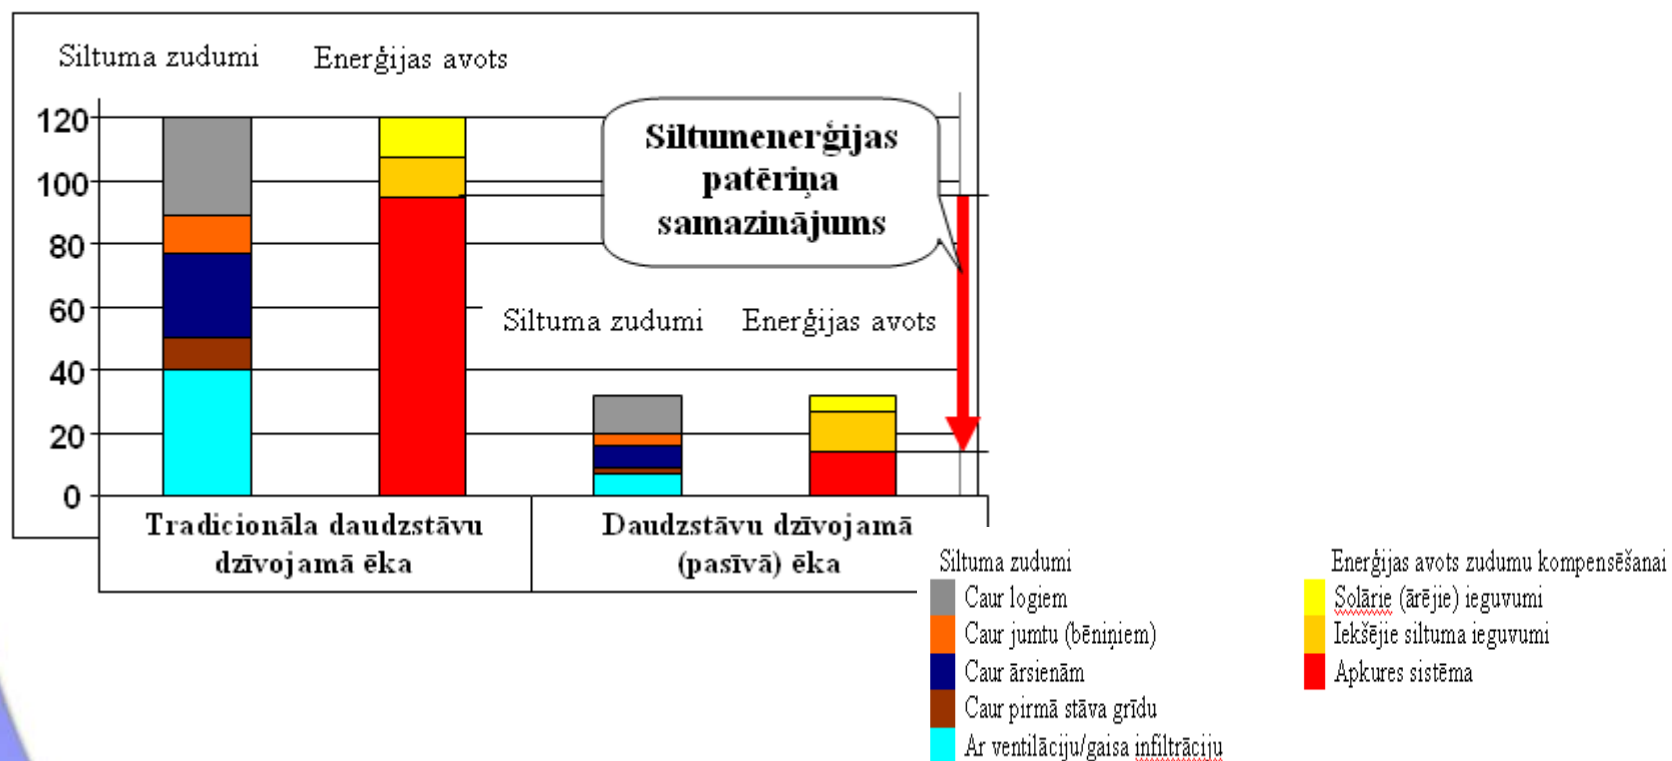 Siltuma zudumi
Enerģijas avots
120
100
80
60
40
20
0
Siltumenerģijas
patēriņa
samazinājums
Siltuma zudumi
Enerģijas avots
Tradicionāla daudzstāvu
dzīvojamā ēka
Daudzstāvu dzīvojamā
(pasīvā) ēka
Siltuma zudumi
Caur logiem
Caur jumtu (bēniņiem)
Caur ārsienām
Caur pirmā stāva grīdu
Ar ventilāciju/gaisa infiltrāciju
Enerģijas avots zudumu kompensēšanai
Solārie (ārējie) ieguvumi
Iekšējie siltuma ieguvumi
Apkures sistēma